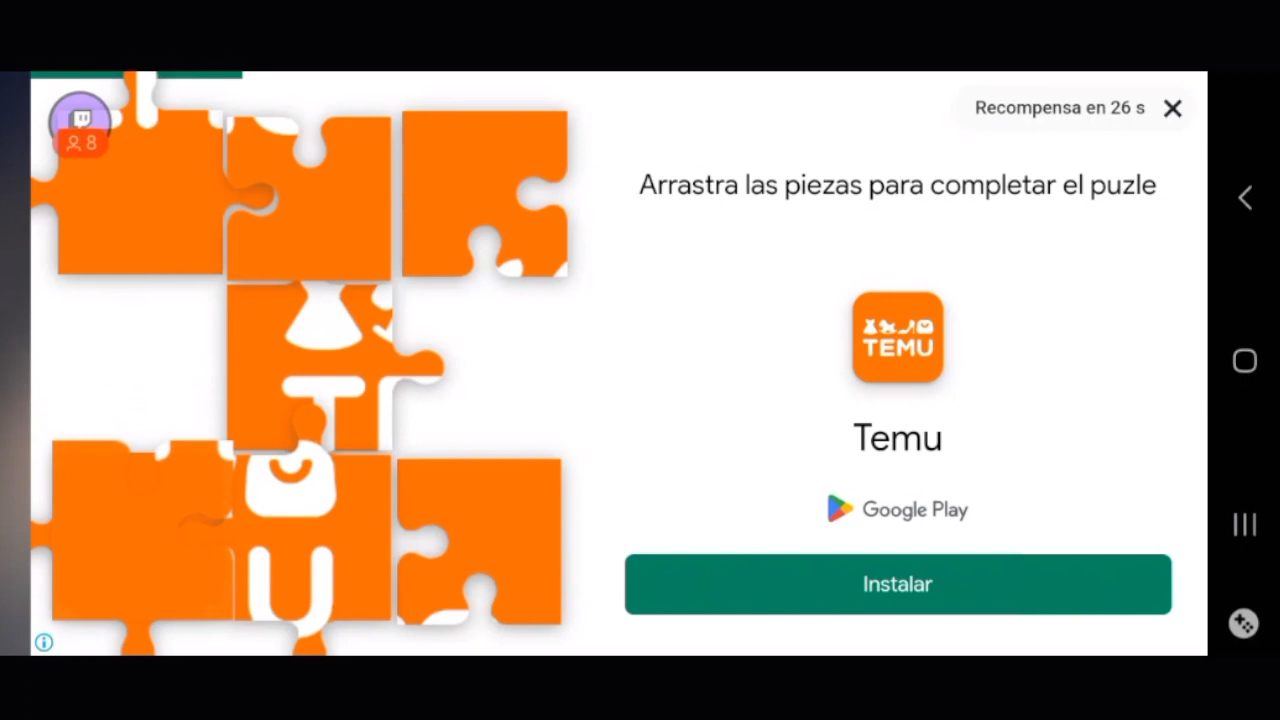 8
Recompensa en 26 s
Arrastra las piezas para completar el puzle
TEMU
Temu
Google Play
Instalar
T
U